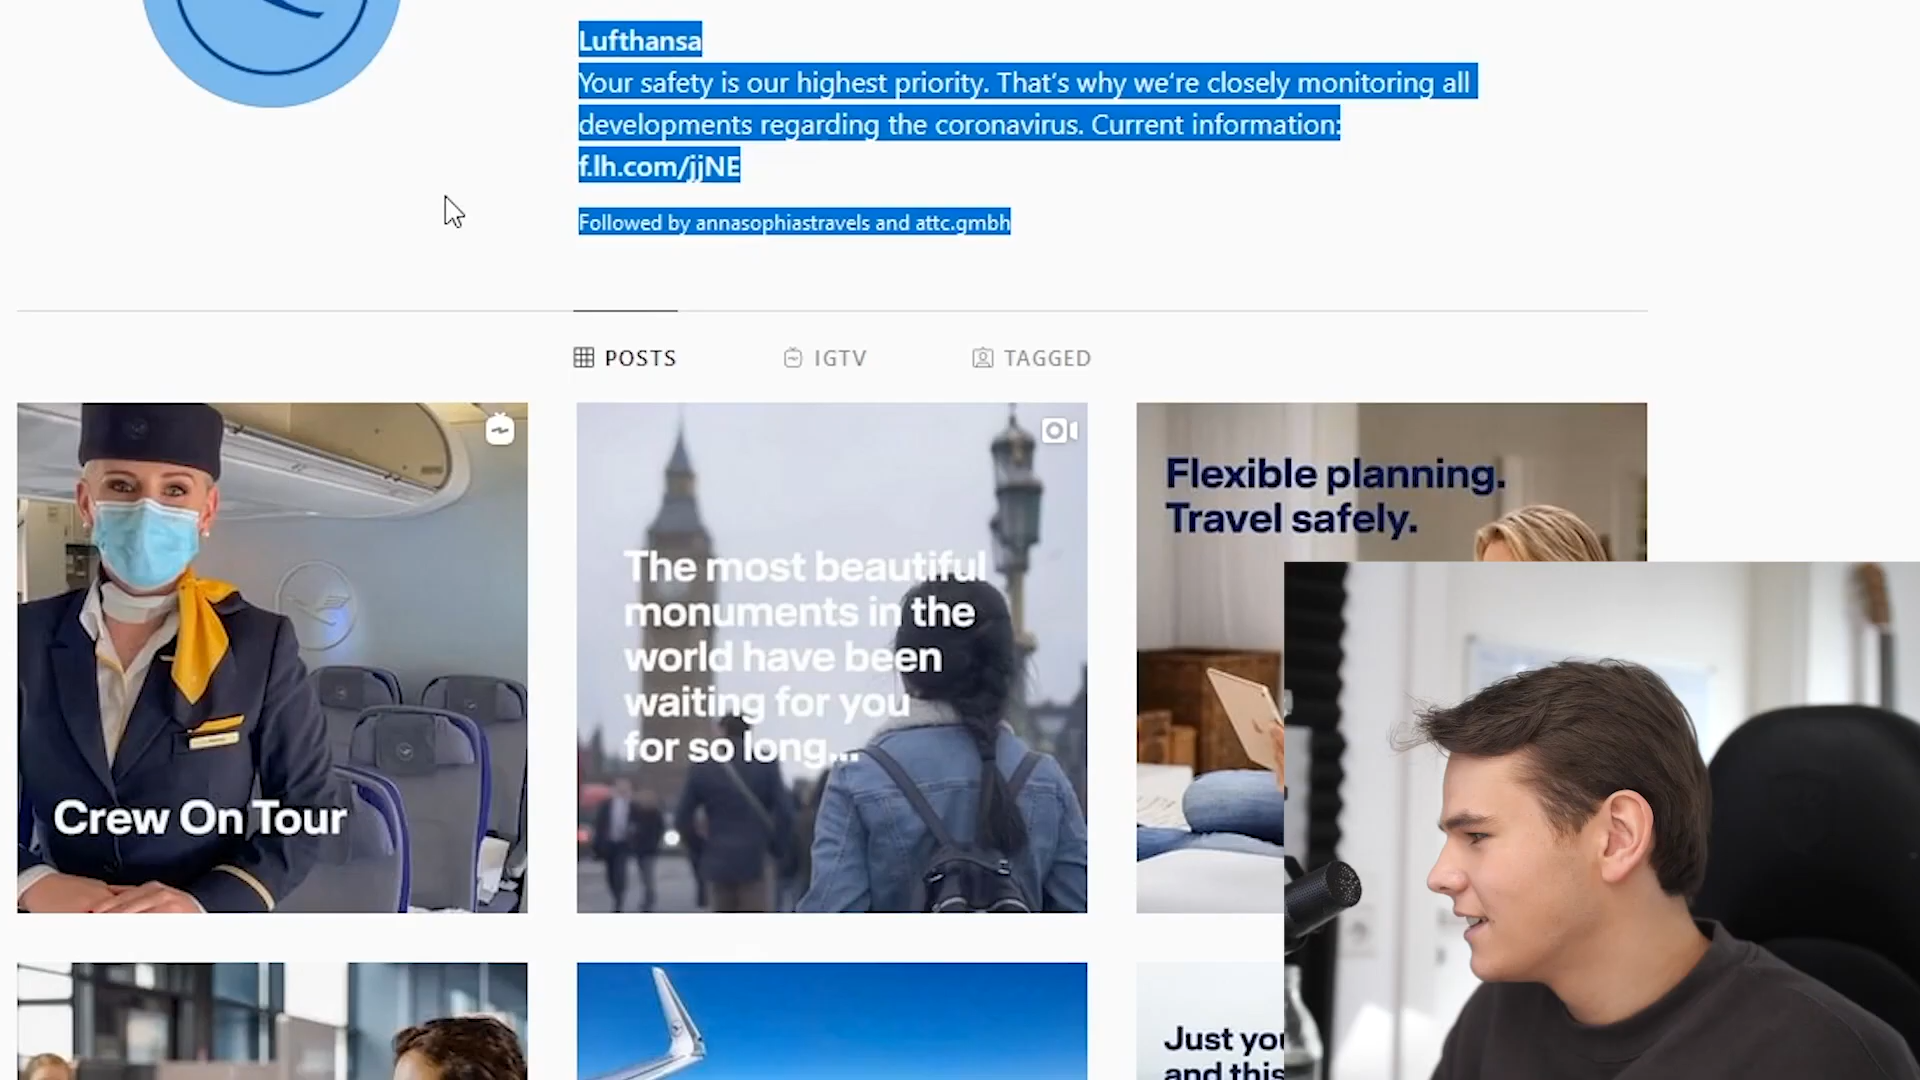 Lufthansa
Your safety is our highest priority. That's why we're closely monitoring all
developments regarding the coronavirus. Current information:
f.lh.com/jjNE
Followed by annasophiastravels and attc.gmbh
POSTS IGTV TAGGED
Crew On Tour
The most beautiful
monuments in the
world have been
waiting for you
for so long...
Flexible planning.
Travel safely.
Just
and this